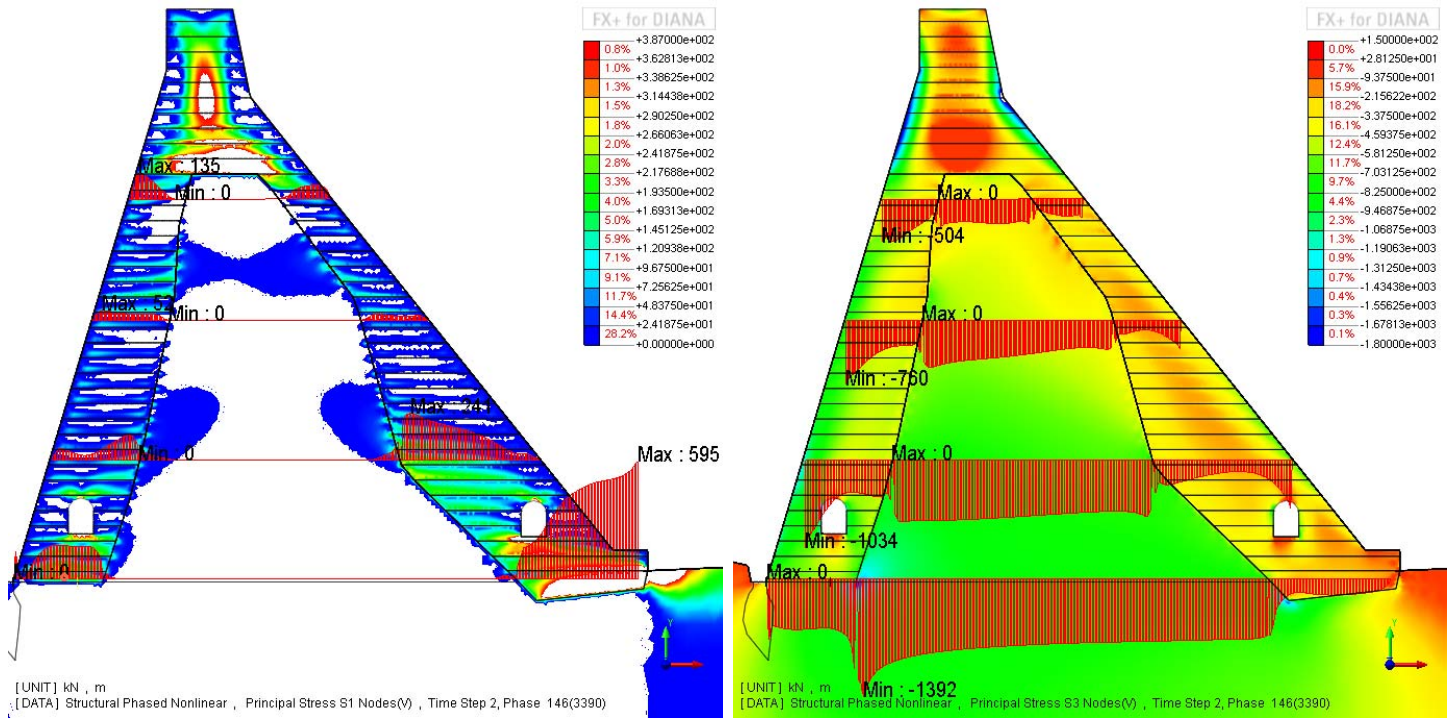 FX+ for DIANA
+3.87000e+002
0.8%
+3.62813e+002
1.0%
+3.38625e+002
1.3%
+3.14438e+002
1.5%
+2.90250e+002
1.8%
+2.66063e+002
2.0%
+2.41875e+002
2.8%
+2.17688e+002
3.3%
+1.93500e+002
4.0%
+1.69313e+002
5.0%
+1.45125e+002
5.9%
+1.20938e+002
7.1%
+9.67500e+001
9.1%
+7.25625e+001
11.7%
+4.83750e+001
14.4%
+2.41875e+001
28.2%
+0.00000e+000
Max : 135
Min : 0
Min : 0
Max : 241
Min : 0
Max : 595
Min : 0
Y
[UNIT] kN , m
[DATA] Structural Phased Nonlinear , Principal Stress S1 Nodes(V) , Time Step 2, Phase 146(3390)
FX+ for DIANA
+1.50000e+002
0.0%
+2.81250e+001
5.7%
-9.37500e+001
15.9%
-2.15622e+002
18.2%
-3.37500e+002
16.1%
-4.59375e+002
12.4%
-5.81250e+002
11.7%
-7.03125e+002
9.7%
-8.25000e+002
4.4%
-9.46875e+002
2.3%
-1.06875e+003
1.3%
-1.19063e+003
0.9%
-1.31250e+003
0.7%
-1.43438e+003
0.4%
-1.55625e+003
0.3%
-1.67813e+003
0.1%
-1.80000e+003
Max : 0
Min : -504
Max : 0
Min : -760
Max : 0
Min : -1034
Max : 0
Min : -1392
Y
[UNIT] kN , m
[DATA] Structural Phased Nonlinear , Principal Stress S3 Nodes(V) , Time Step 2, Phase 146(3390)